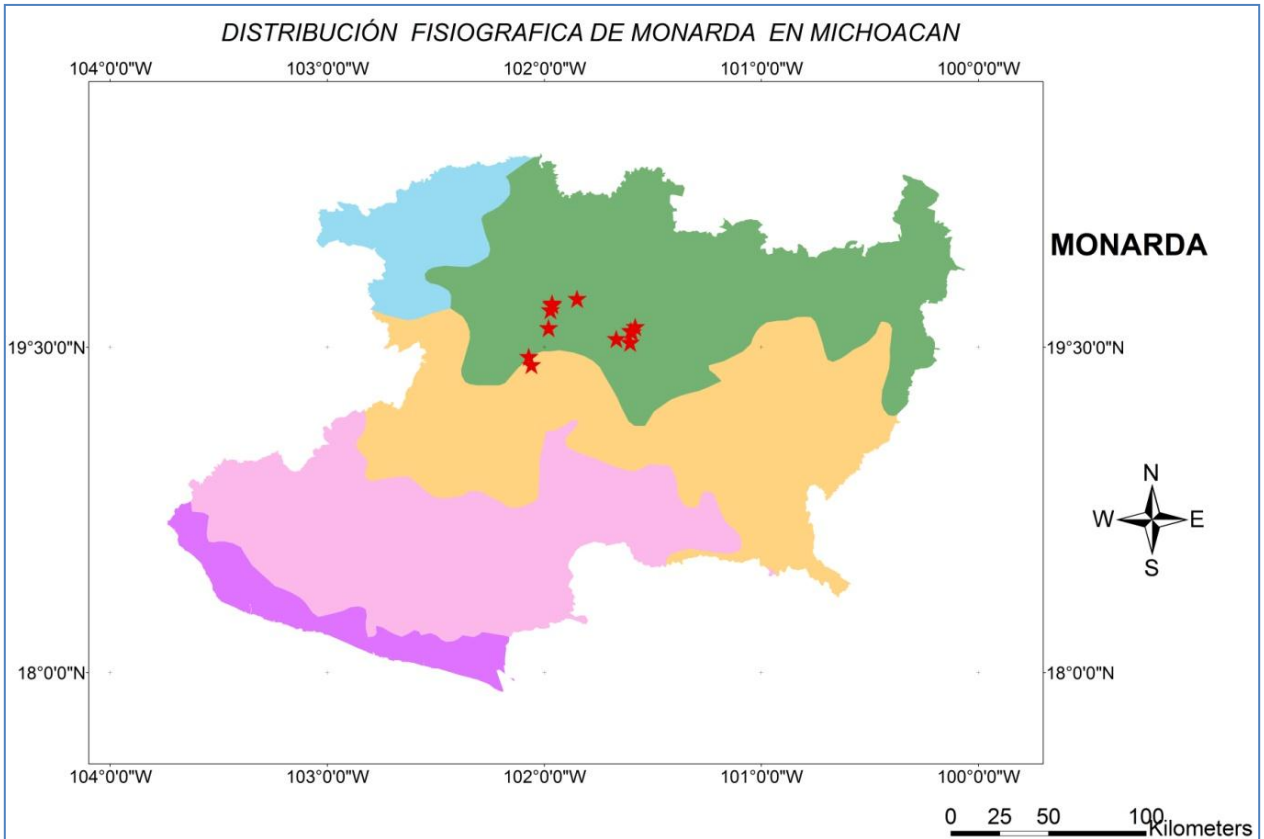 DISTRIBUCIÓN FISIOGRAFICA DE MONARDA EN MICHOACAN
104°0'0"W 103°0'0"W 102°0'0"W 101°0'0"W 100°0'0"W
MONARDA
19°30'0"N 19°30'0"N
N
W E
S
18°0'0"N 18°0'0"N
104°0'0"W 103°0'0"W 102°0'0"W 101°0'0"W 100°0'0"W
0 25 50 100
Kilometers